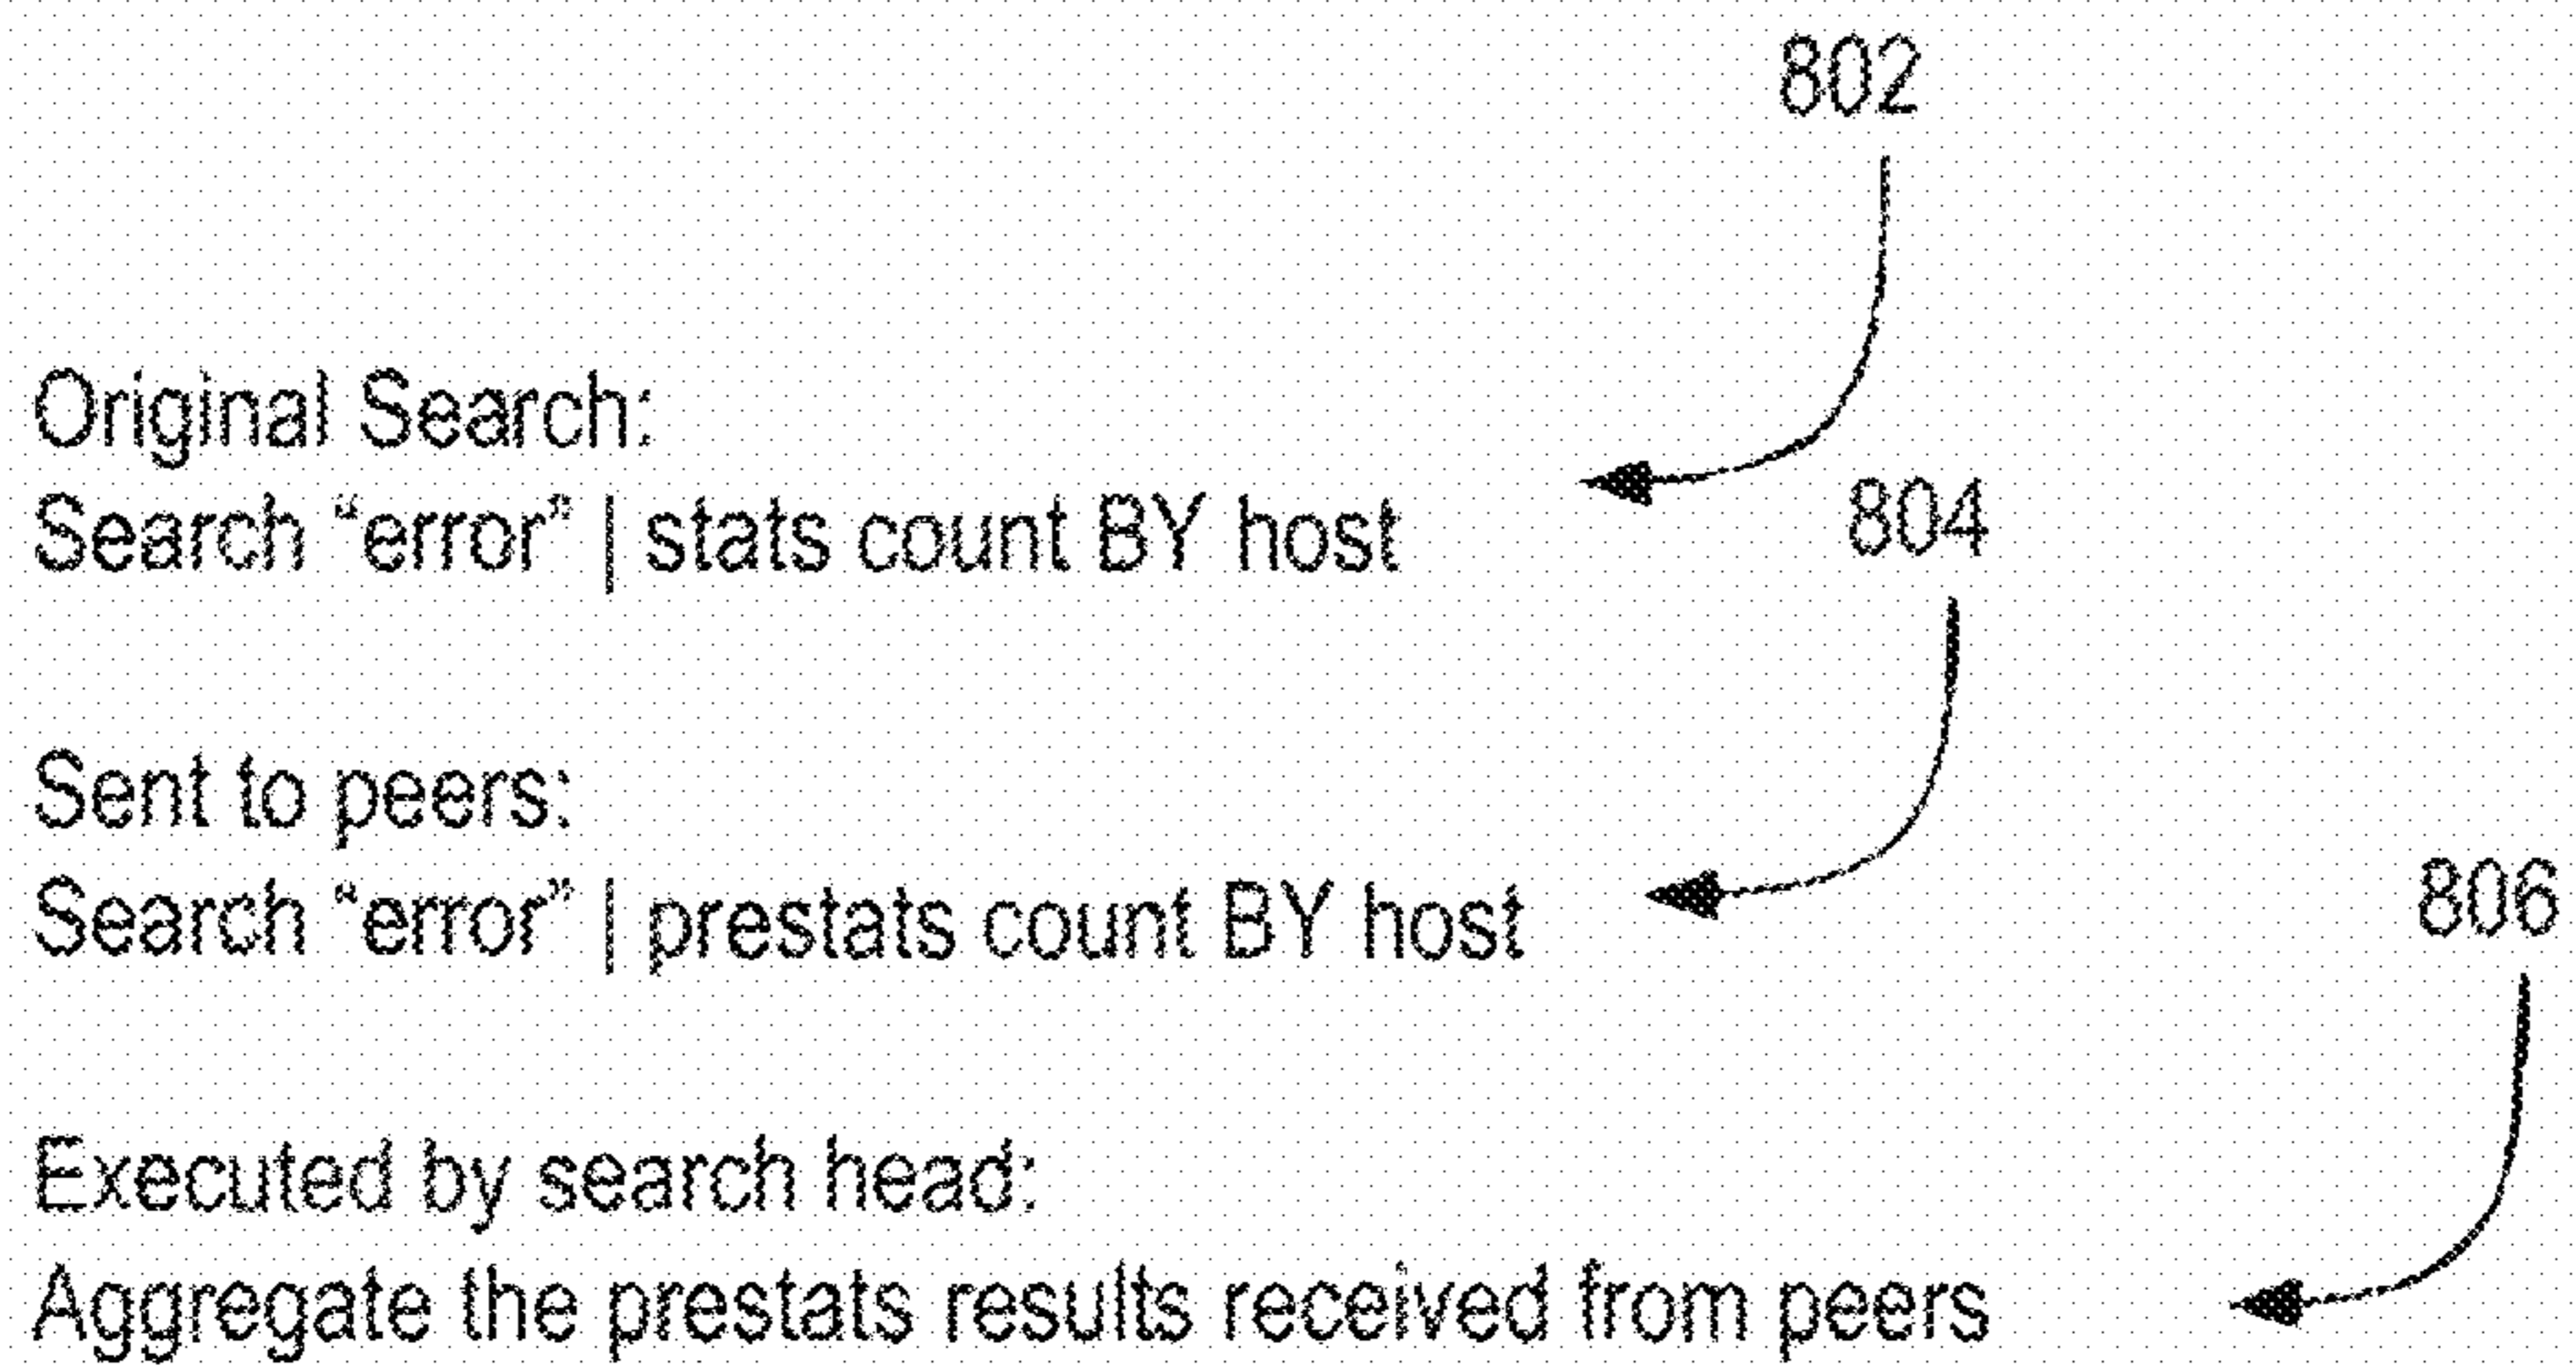 802
Original Search:
Search “error” | stats count BY host
804
Sent to peers:
Search “error” | prestats count BY host
806
Executed by search head:
Aggregate the prestats results received from peers